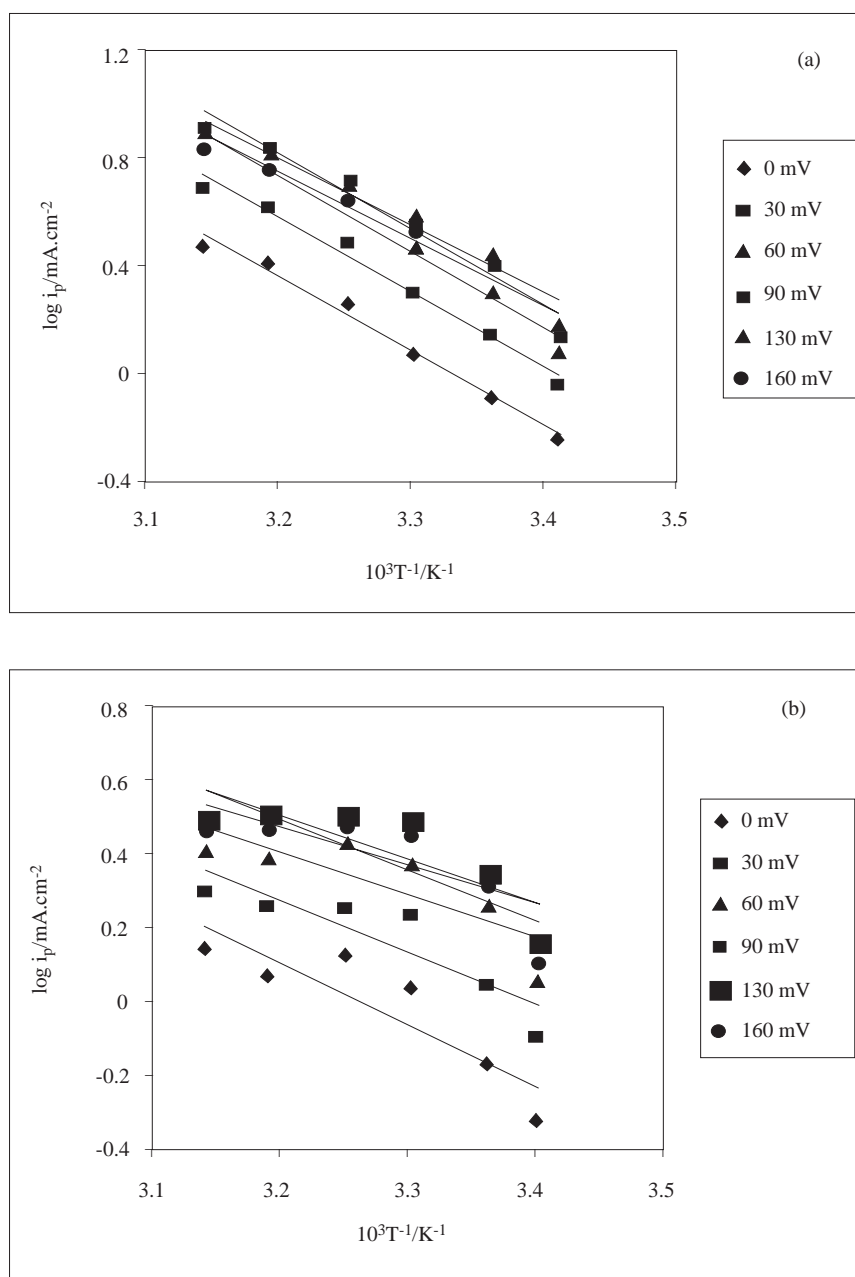 (a)
1.2
0.8
0.4
0
-0.4
3.1 3.2 3.3 3.4 3.5
log iₚ/mA.cm⁻²
10³T⁻¹/K⁻¹
0 mV
30 mV
60 mV
90 mV
130 mV
160 mV
(b)
0.8
0.6
0.4
0.2
0
-0.2
-0.4
3.1 3.2 3.3 3.4 3.5
log iₚ/mA.cm⁻²
10³T⁻¹/K⁻¹
0 mV
30 mV
60 mV
90 mV
130 mV
160 mV